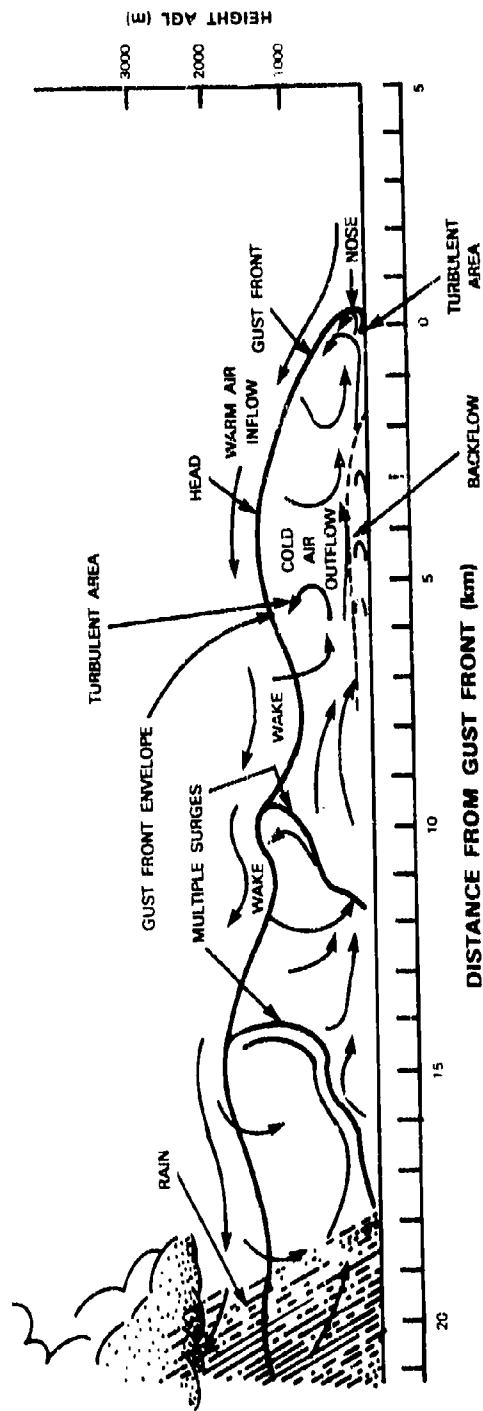 RAIN
MULTIPLE SURGES
GUST FRONT ENVELOPE
TURBULENT AREA
HEAD
WARM AIR
INFLOW
GUST FRONT
NOSE
WAKE
WAKE
COLD
AIR
OUTFLOW
BACKFLOW
TURBULENT
AREA
HEIGHT AGL (m)
3000
2000
1000
20
15
10
5
0
5
DISTANCE FROM GUST FRONT (km)